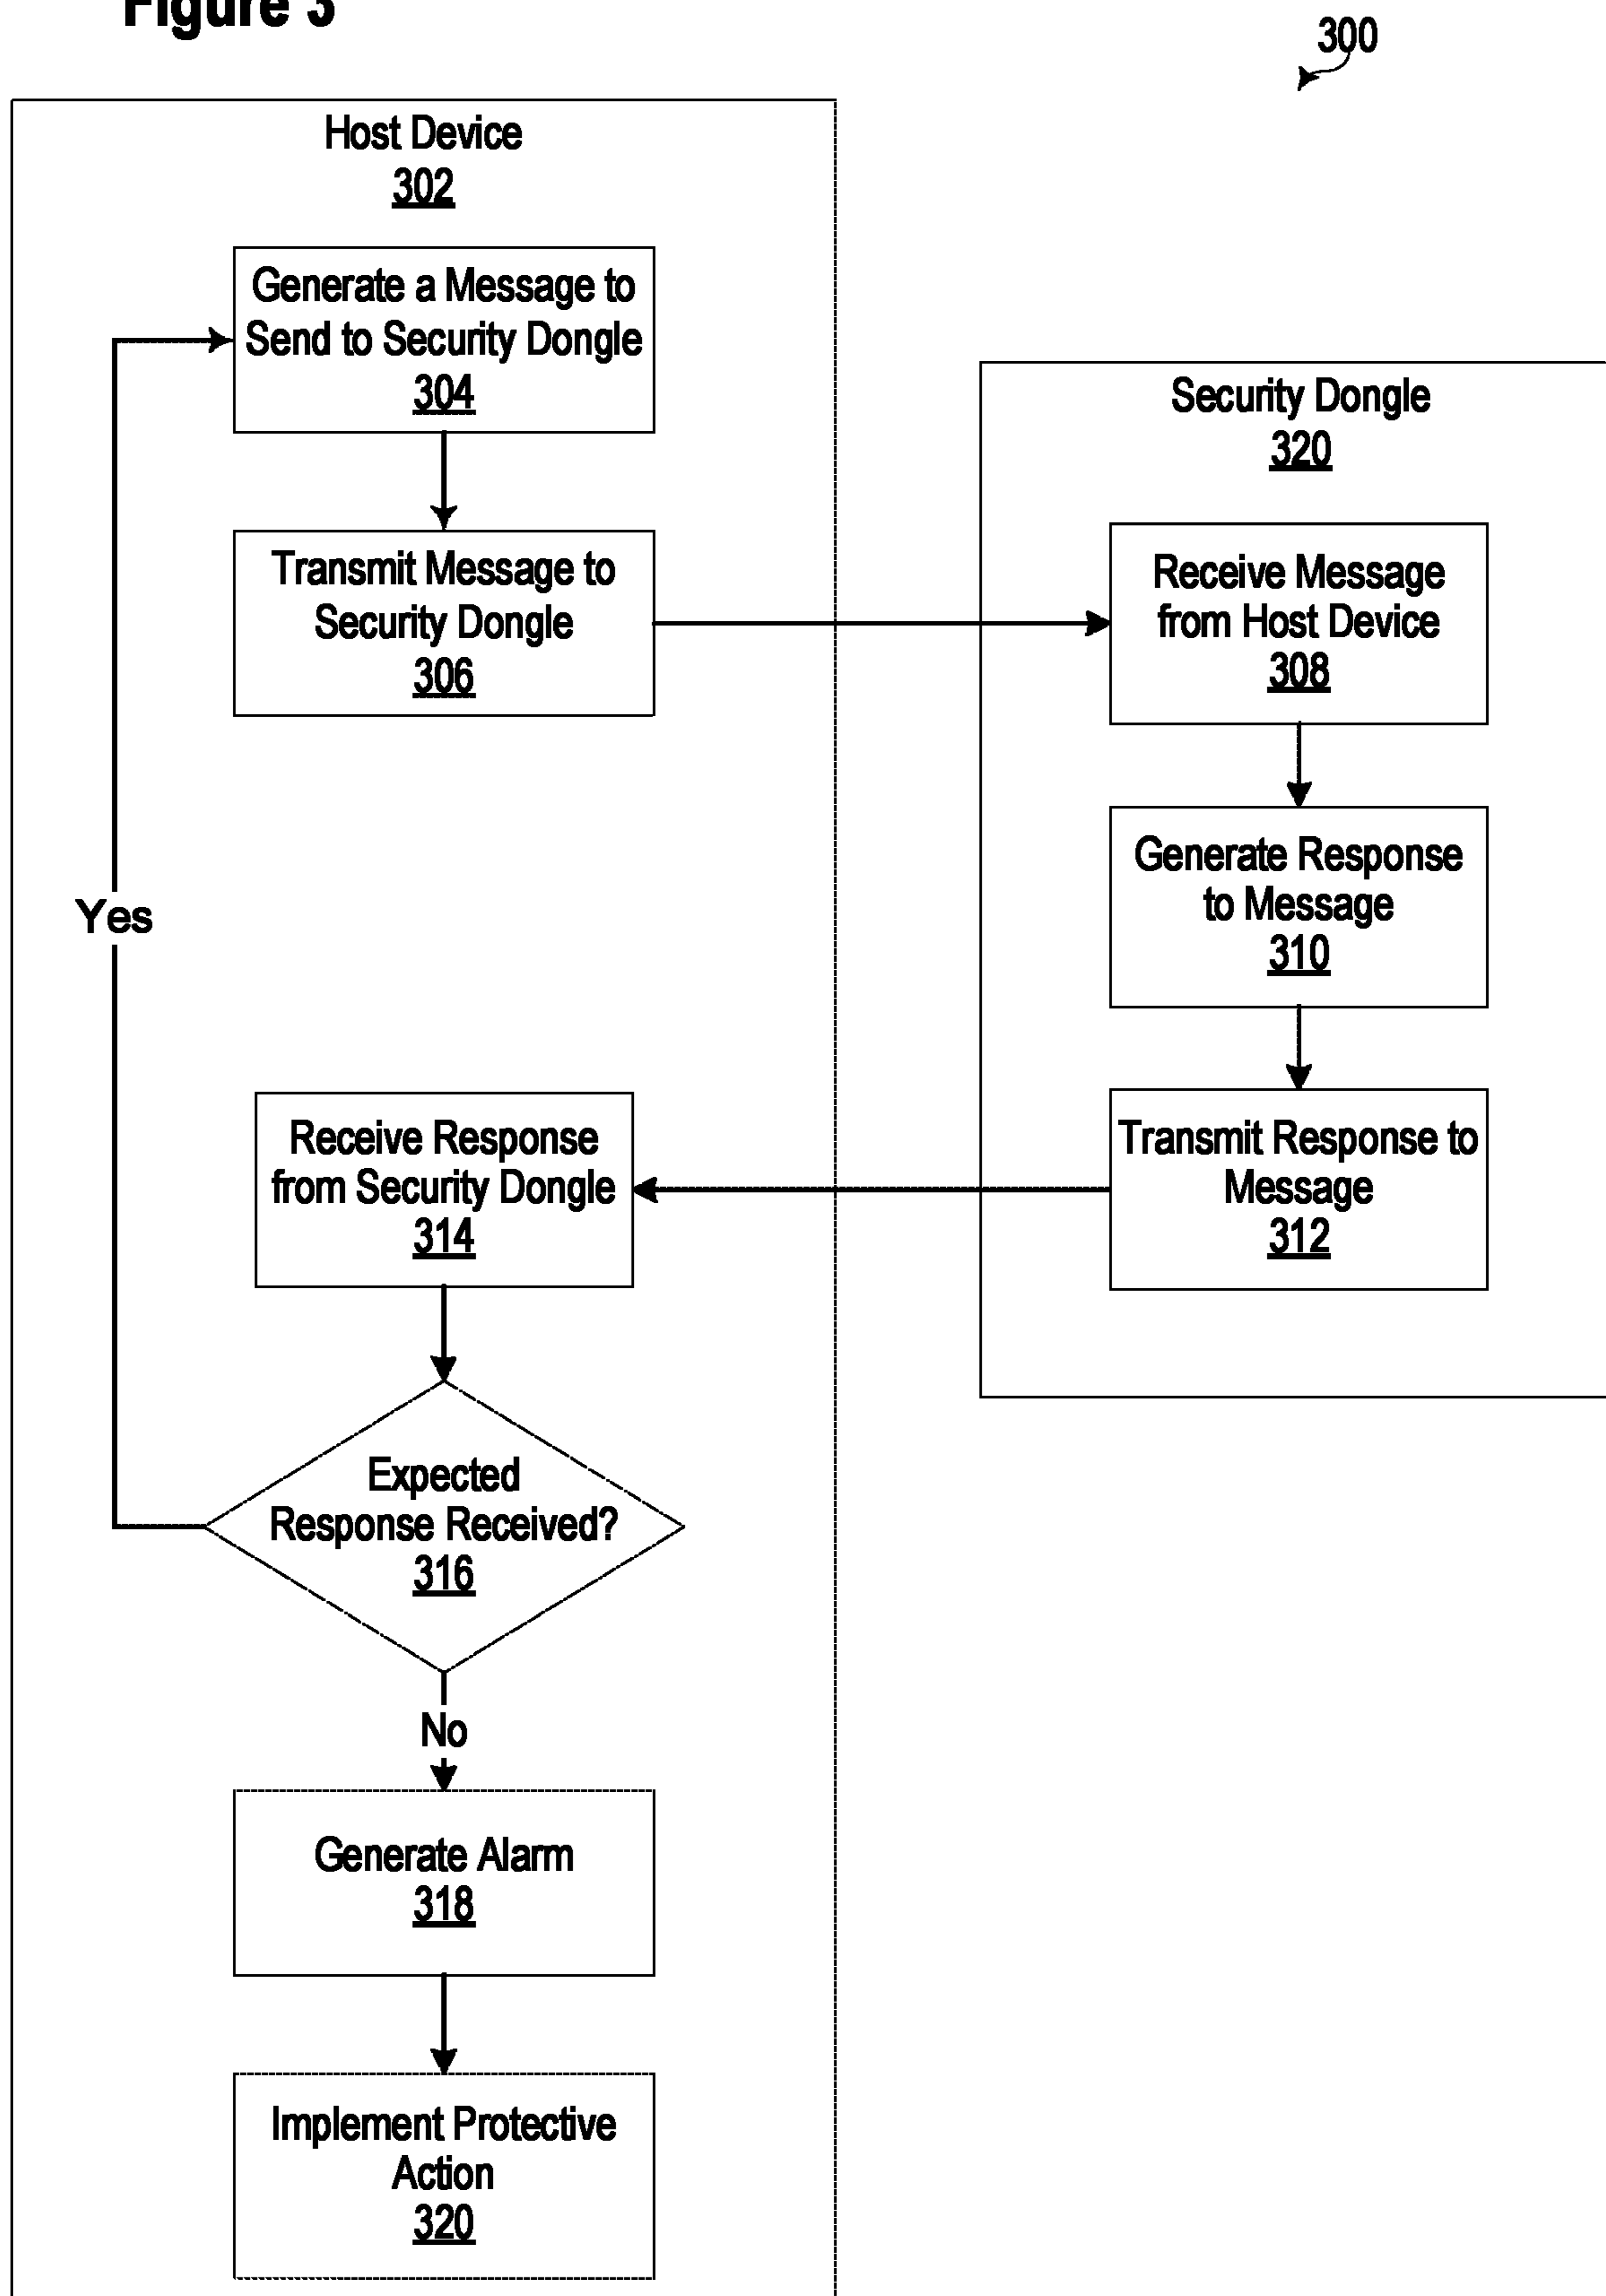 Figure 3
300
Host Device
302
Generate a Message to
Send to Security Dongle
304
Transmit Message to
Security Dongle
306
Security Dongle
320
Receive Message
from Host Device
308
Generate Response
to Message
310
Transmit Response to
Message
312
Yes
Receive Response
from Security Dongle
314
Expected
Response Received?
316
No
Generate Alarm
318
Implement Protective
Action
320